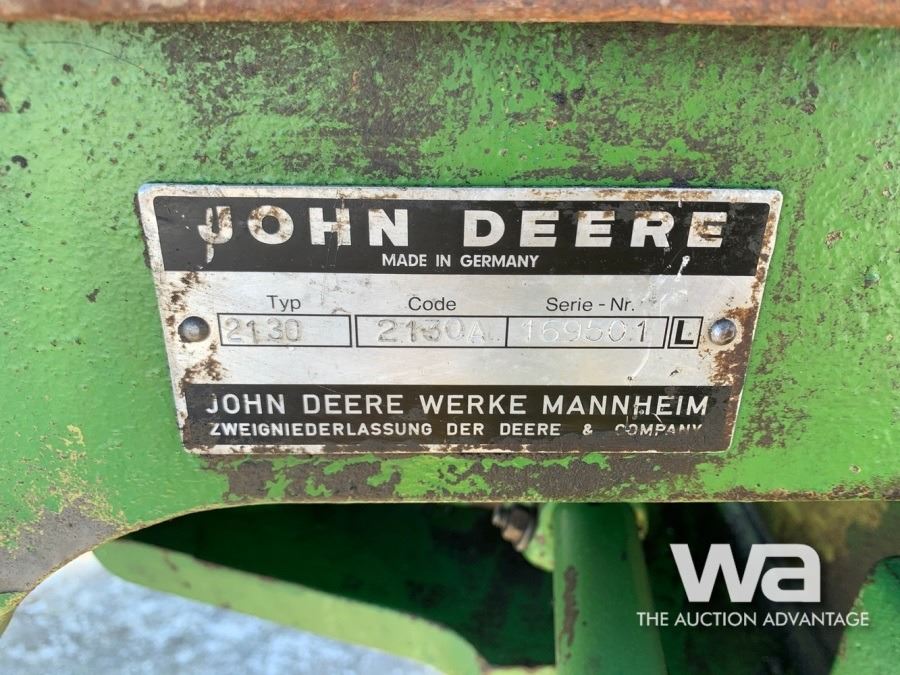 JOHN DEERE
MADE IN GERMANY
Typ Code Serie - Nr.
2130 2130A 169501 L
JOHN DEERE WERKE MANNHEIM
ZWEIGNIEDERLASSUNG DER DEERE & COMPANY
wa
THE AUCTION ADVANTAGE